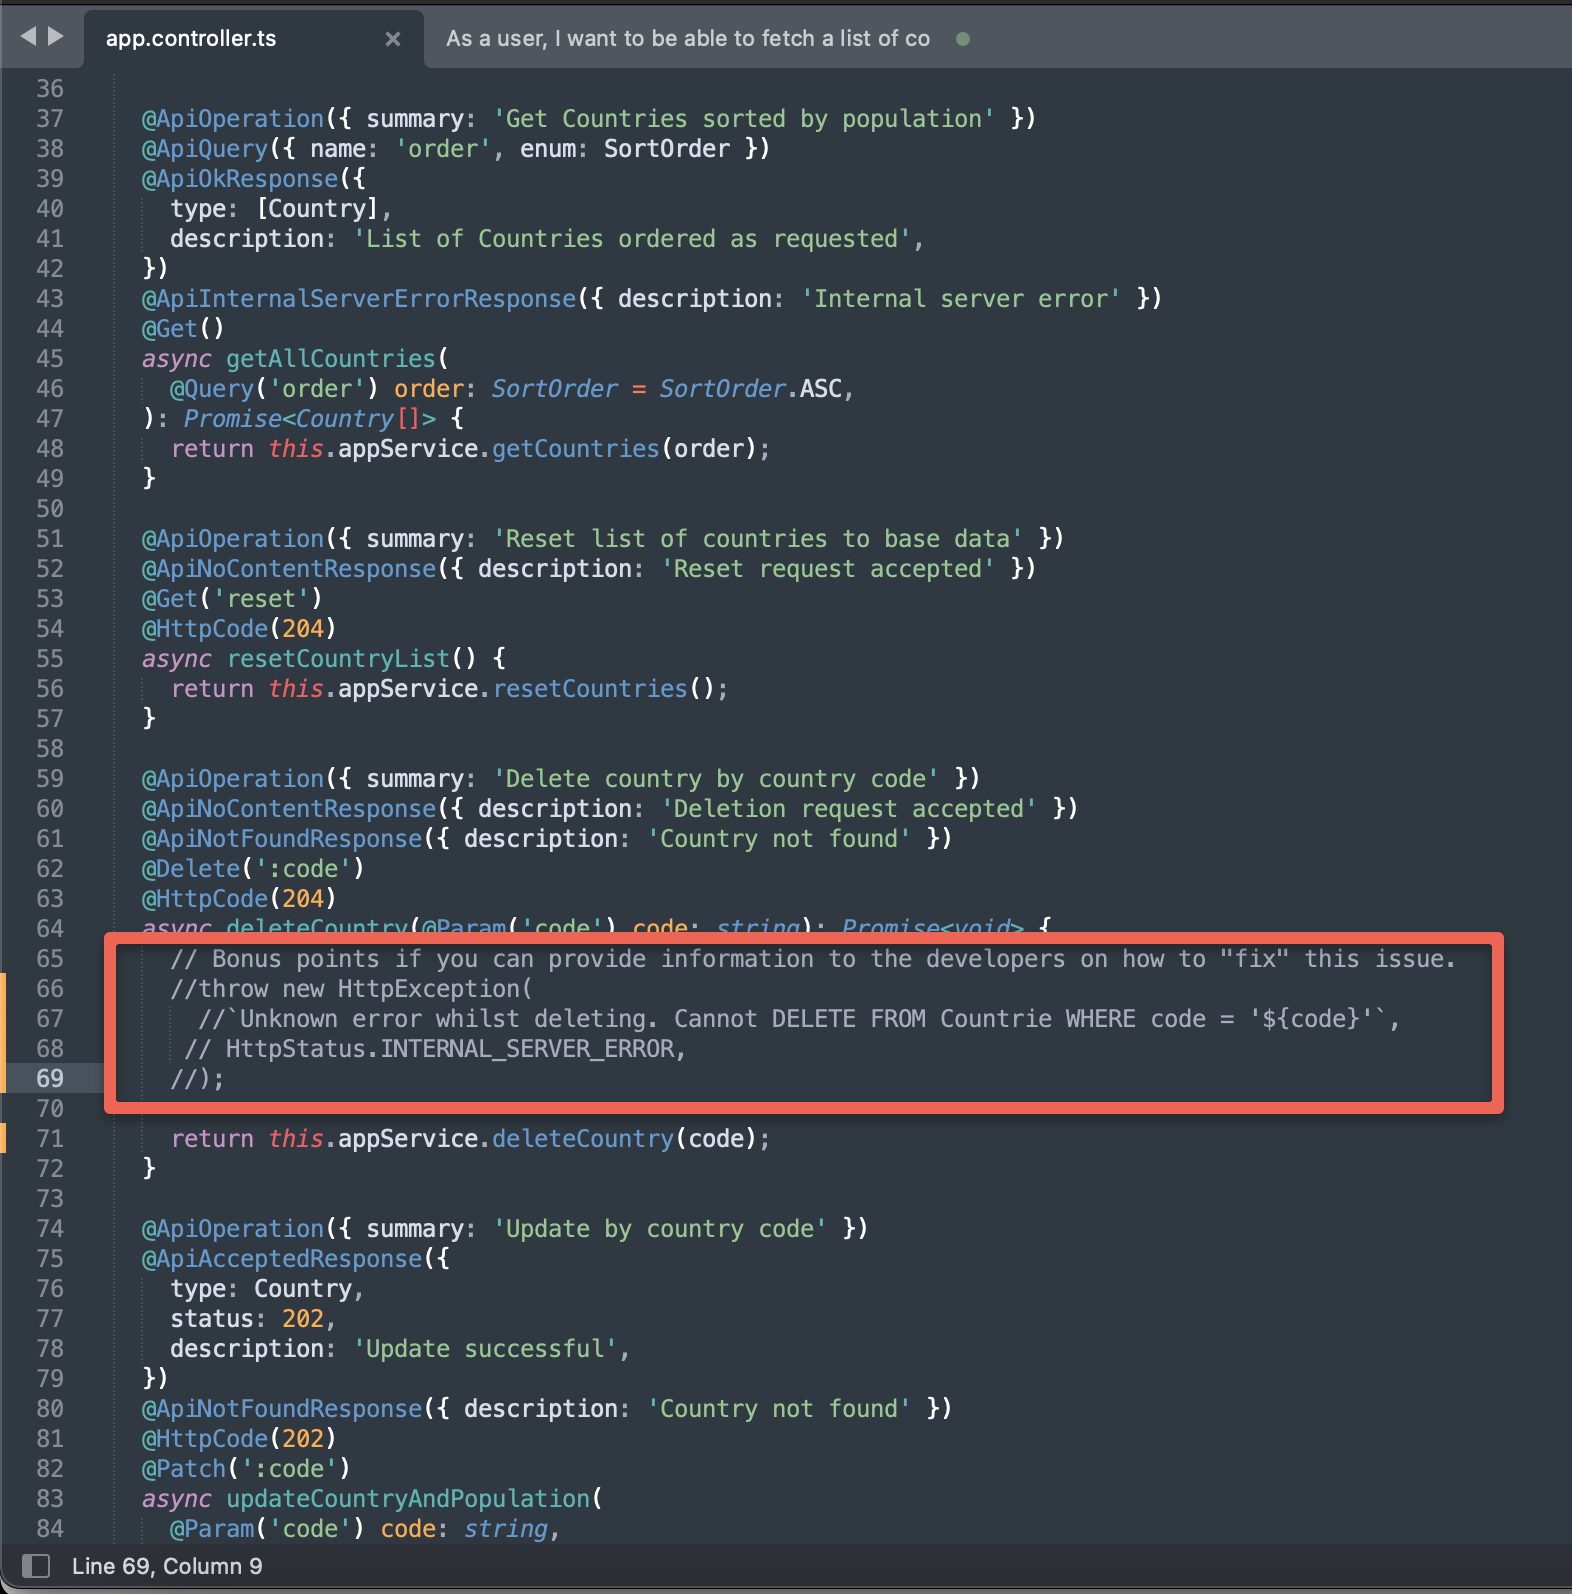 app.controller.ts
As a user, I want to be able to fetch a list of co
36
37 @ApiOperation({ summary: 'Get Countries sorted by population' })
38 @ApiQuery({ name: 'order', enum: SortOrder })
39 @ApiOkResponse({
40 type: [Country],
41 description: 'List of Countries ordered as requested',
42 })
43 @ApiInternalServerErrorResponse({ description: 'Internal server error' })
44 @Get()
45 async getAllCountries(
46 @Query('order') order: SortOrder = SortOrder.ASC,
47 ): Promise<Country[]> {
48 return this.appService.getCountries(order);
49 }
50
51 @ApiOperation({ summary: 'Reset list of countries to base data' })
52 @ApiNoContentResponse({ description: 'Reset request accepted' })
53 @Get('reset')
54 @HttpCode(204)
55 async resetCountryList() {
56 return this.appService.resetCountries();
57 }
58
59 @ApiOperation({ summary: 'Delete country by country code' })
60 @ApiNoContentResponse({ description: 'Deletion request accepted' })
61 @ApiNotFoundResponse({ description: 'Country not found' })
62 @Delete(':code')
63 @HttpCode(204)
64 async deleteCountry(@Param('code') code: string): Promise<void> {
65 // Bonus points if you can provide information to the developers on how to "fix" this issue.
66 //throw new HttpException(
67 //`Unknown error whilst deleting. Cannot DELETE FROM Countrie WHERE code = '${code}'`,
68 // HttpStatus.INTERNAL_SERVER_ERROR,
69 //);
70
71 return this.appService.deleteCountry(code);
72 }
73
74 @ApiOperation({ summary: 'Update by country code' })
75 @ApiAcceptedResponse({
76 type: Country,
77 status: 202,
78 description: 'Update successful',
79 })
80 @ApiNotFoundResponse({ description: 'Country not found' })
81 @HttpCode(202)
82 @Patch(':code')
83 async updateCountryAndPopulation(
84 @Param('code') code: string,
Line 69, Column 9